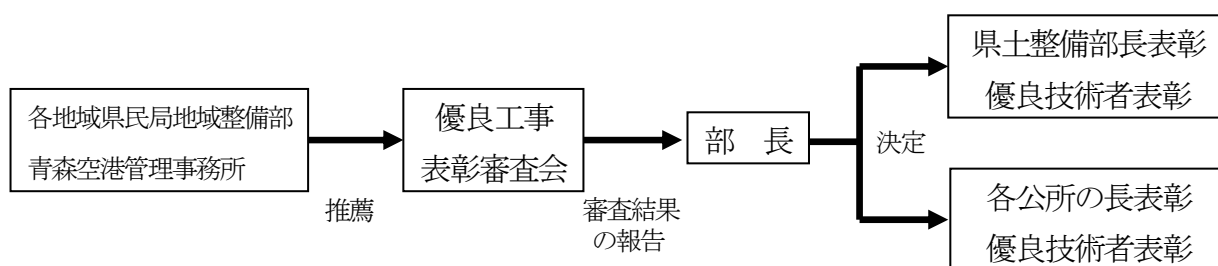 各地域県民局地域整備部
青森空港管理事務所
推薦
優良工事
表彰審査会
審査結果
の報告
部　長
決定
県土整備部長表彰
優良技術者表彰
各公所の長表彰
優良技術者表彰